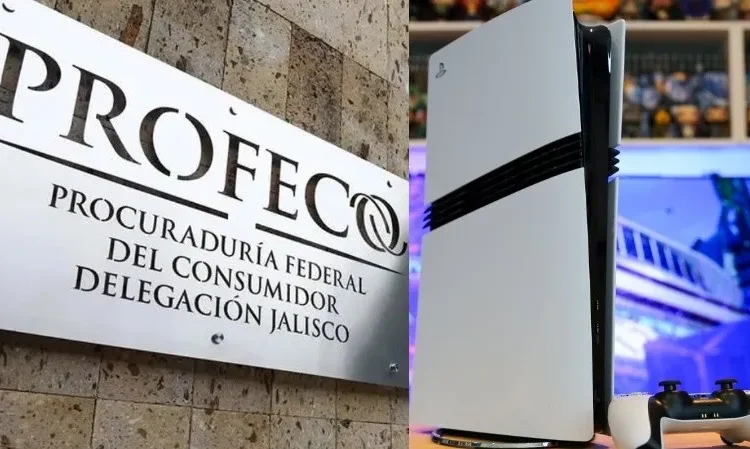 PROFECO
PROCURADURÍA FEDERAL
DEL CONSUMIDOR
DELEGACIÓN JALISCO